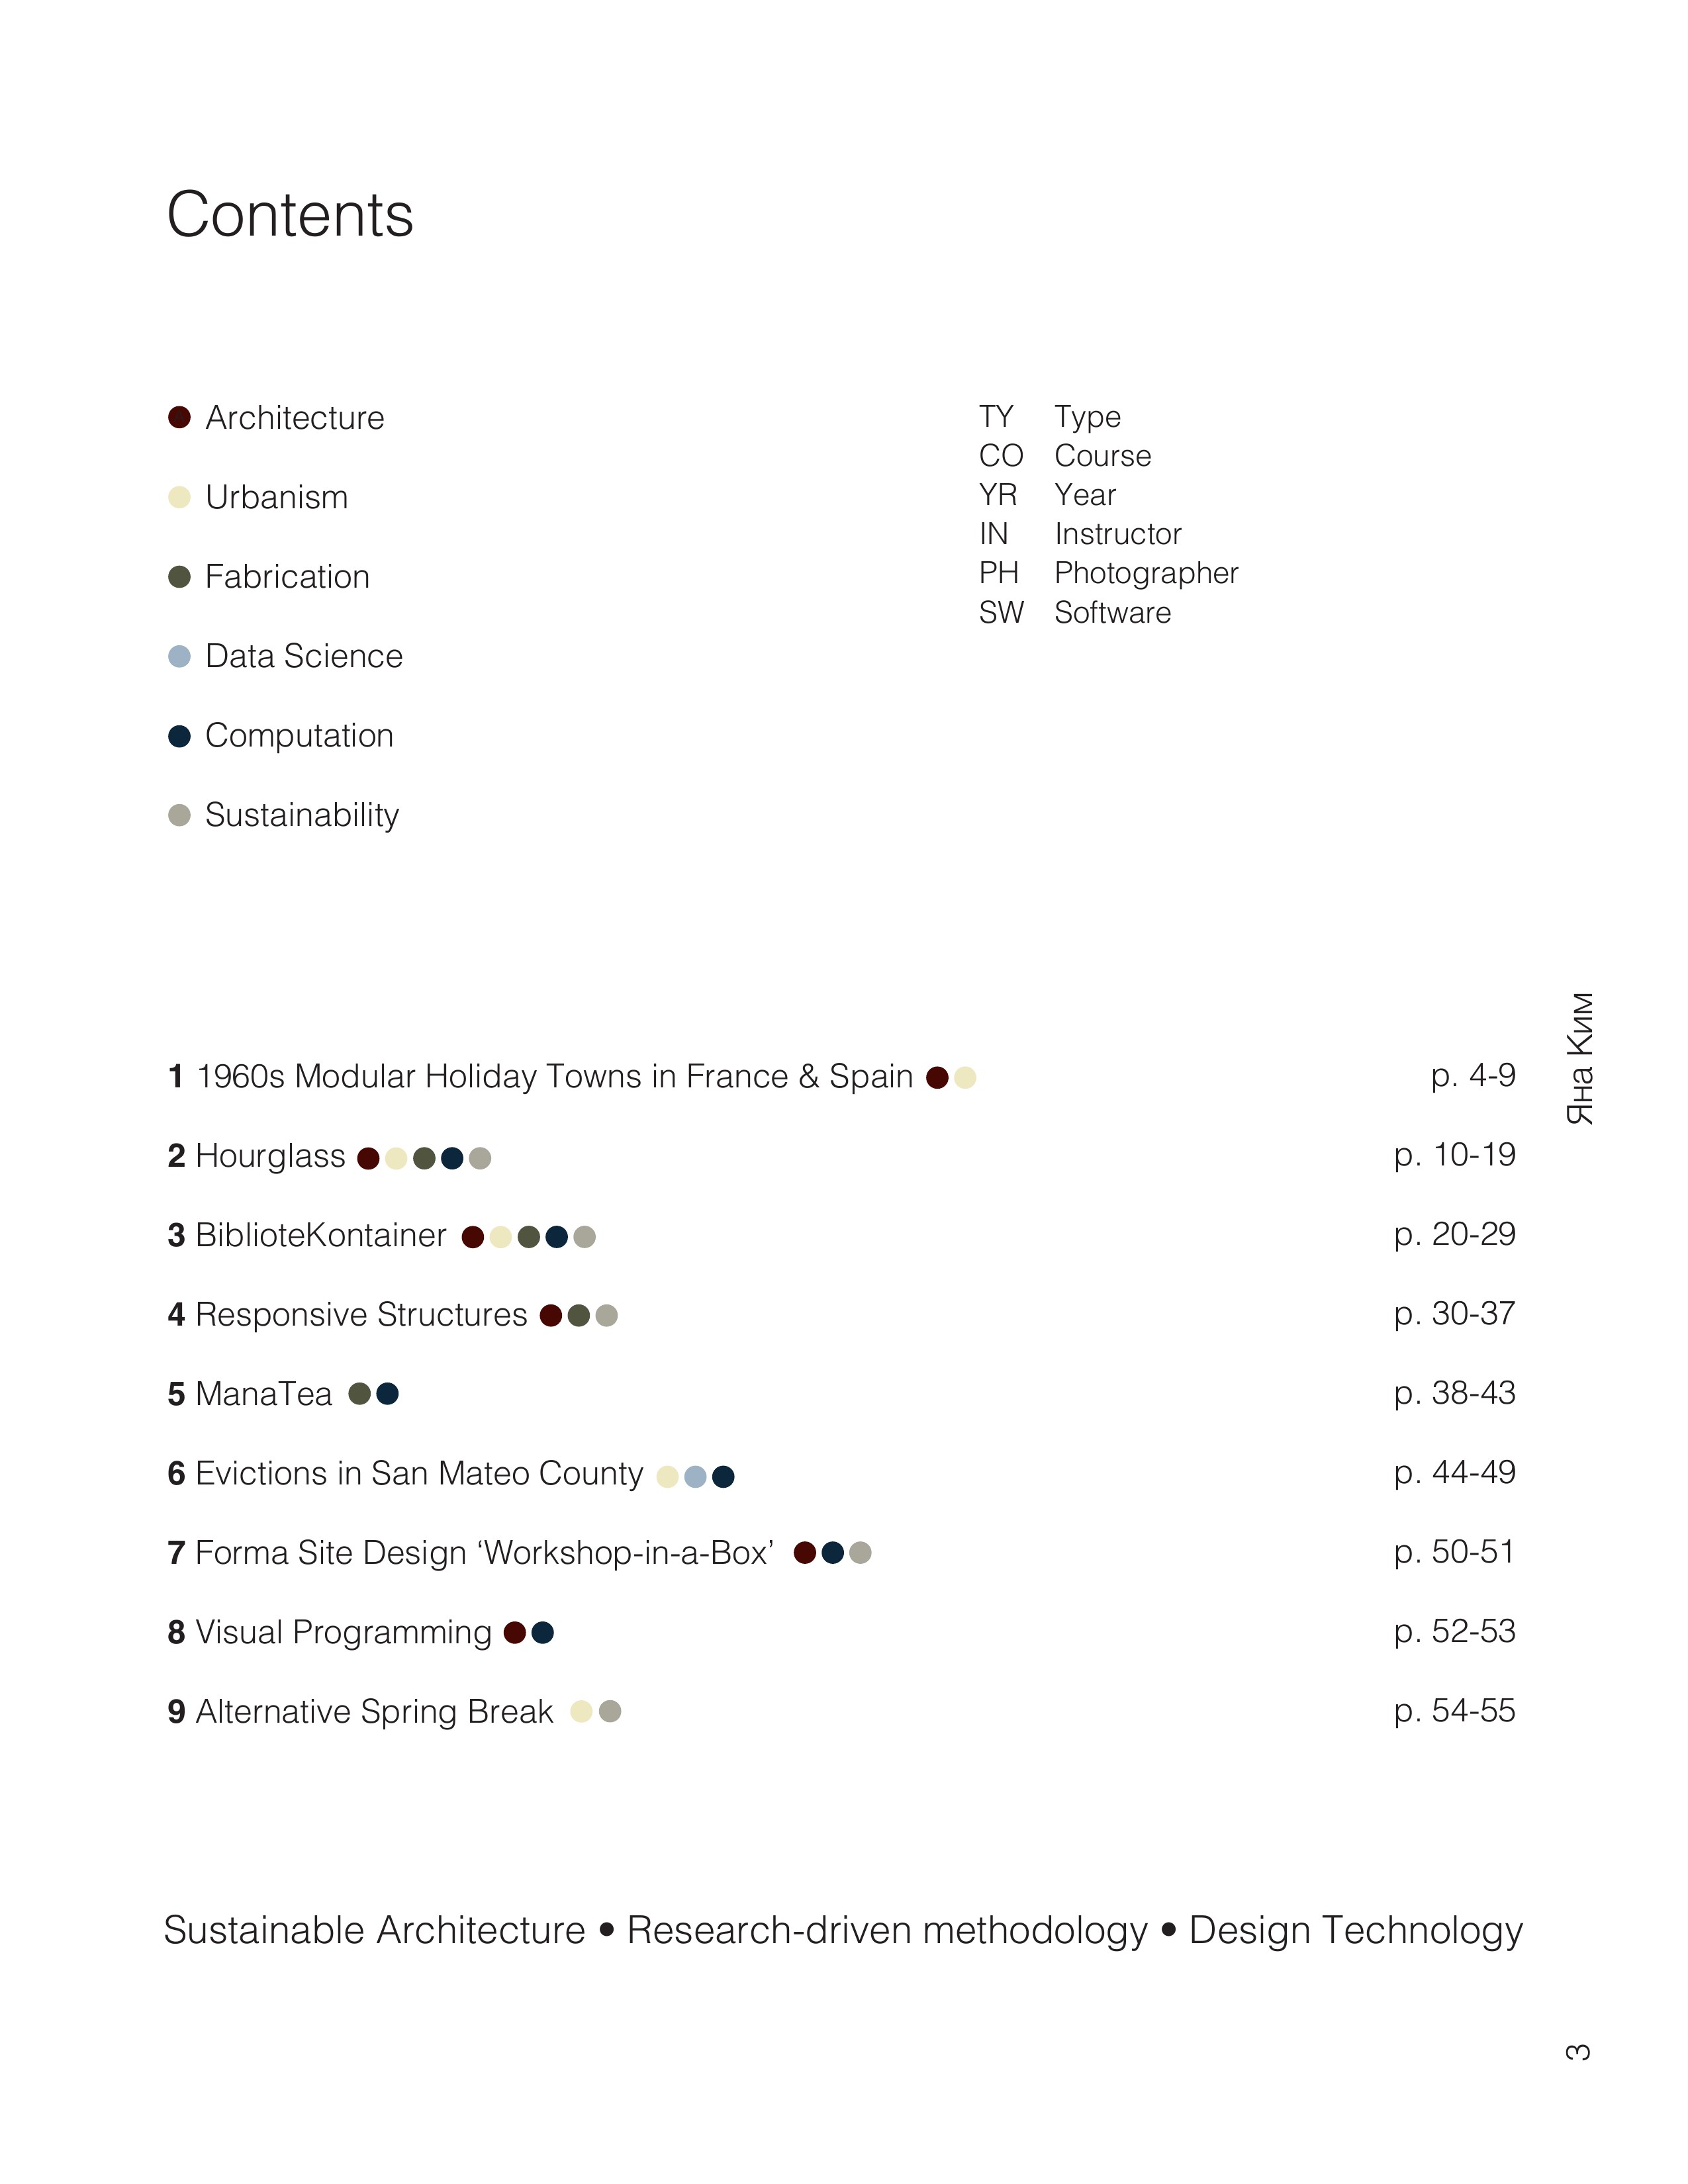 Contents
Architecture
Urbanism
Fabrication
Data Science
Computation
Sustainability
TY Type
CO Course
YR Year
IN Instructor
PH Photographer
SW Software
1 1960s Modular Holiday Towns in France & Spain p. 4-9
2 Hourglass p. 10-19
3 BiblioteKontainer p. 20-29
4 Responsive Structures p. 30-37
5 ManaTea p. 38-43
6 Evictions in San Mateo County p. 44-49
7 Forma Site Design ‘Workshop-in-a-Box’ p. 50-51
8 Visual Programming p. 52-53
9 Alternative Spring Break p. 54-55
Sustainable Architecture • Research-driven methodology • Design Technology
Яна Ким
3